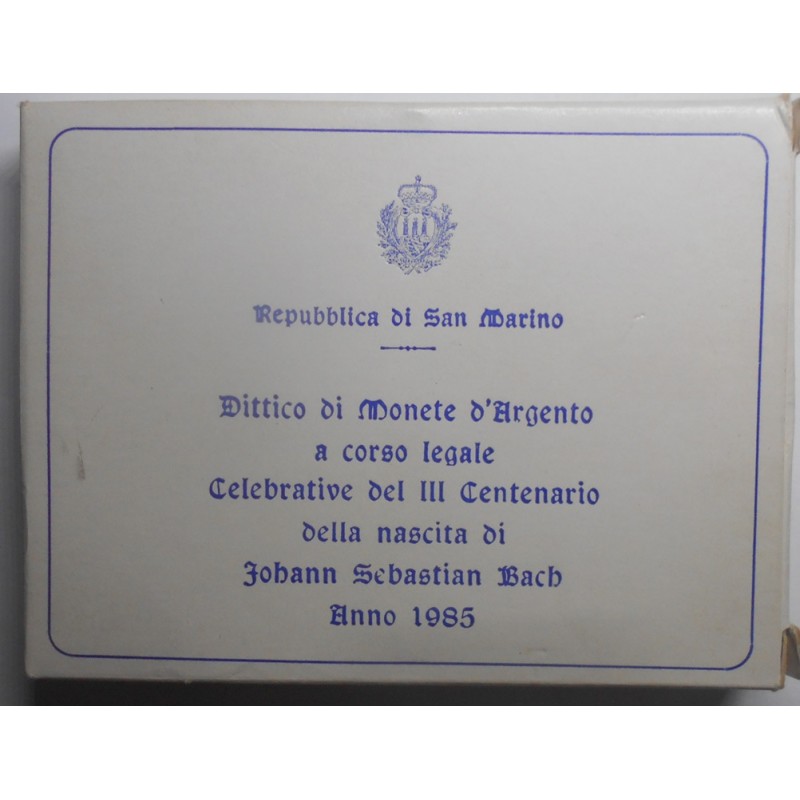 Repubblica di San Marino
Dittico di Monete d'Argento
a corso legale
Celebrative del III Centenario
della nascita di
Johann Sebastian Bach
Anno 1985